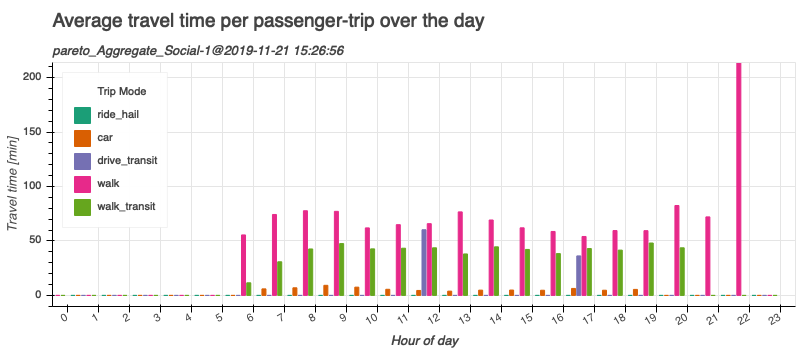 Average travel time per passenger-trip over the day
pareto_Aggregate_Social-1@2019-11-21 15:26:56
Trip Mode
ride_hail
car
drive_transit
walk
walk_transit
Travel time [min]
200
150
100
50
0
0 1 2 3 4 5 6 7 8 9 10 11 12 13 14 15 16 17 18 19 20 21 22 23
Hour of day